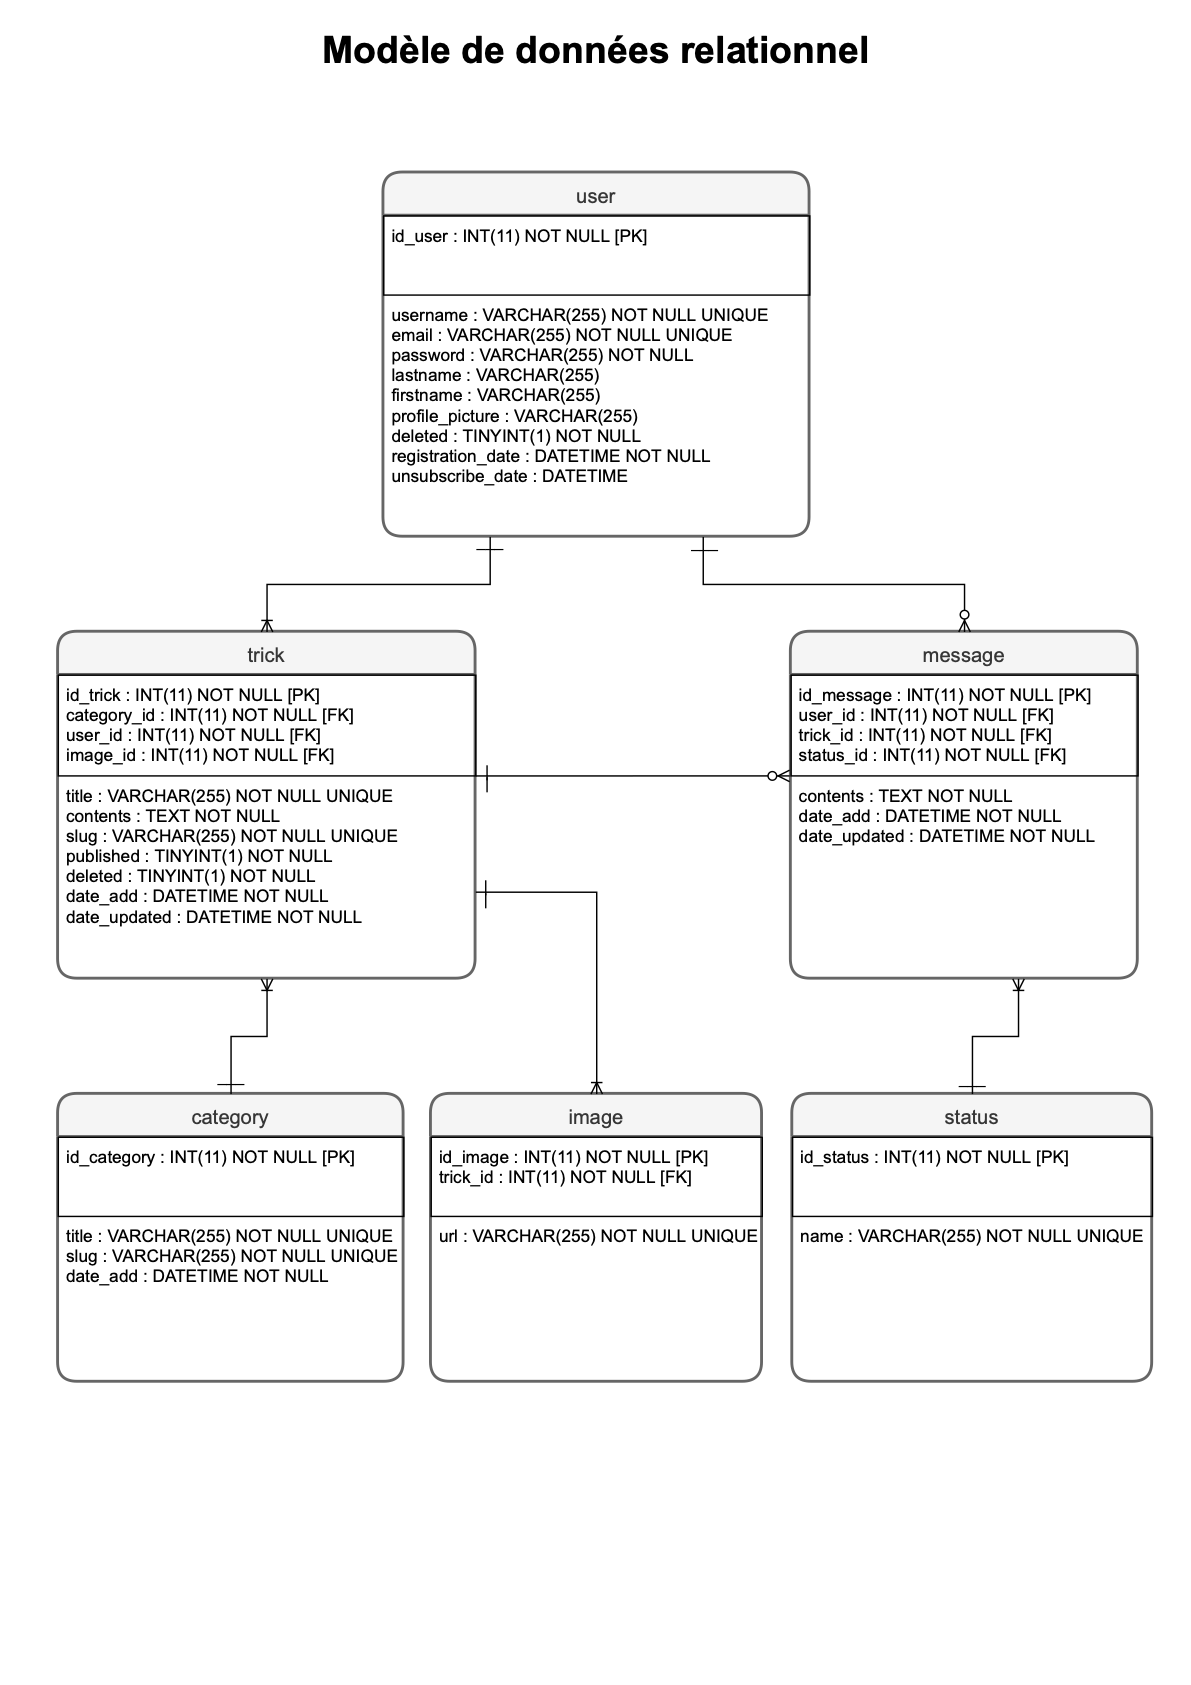 Modèle de données relationnel
user
id_user : INT(11) NOT NULL [PK]
username : VARCHAR(255) NOT NULL UNIQUE
email : VARCHAR(255) NOT NULL UNIQUE
password : VARCHAR(255) NOT NULL
lastname : VARCHAR(255)
firstname : VARCHAR(255)
profile_picture : VARCHAR(255)
deleted : TINYINT(1) NOT NULL
registration_date : DATETIME NOT NULL
unsubscribe_date : DATETIME
trick
id_trick : INT(11) NOT NULL [PK]
category_id : INT(11) NOT NULL [FK]
user_id : INT(11) NOT NULL [FK]
image_id : INT(11) NOT NULL [FK]
title : VARCHAR(255) NOT NULL UNIQUE
contents : TEXT NOT NULL
slug : VARCHAR(255) NOT NULL UNIQUE
published : TINYINT(1) NOT NULL
deleted : TINYINT(1) NOT NULL
date_add : DATETIME NOT NULL
date_updated : DATETIME NOT NULL
message
id_message : INT(11) NOT NULL [PK]
user_id : INT(11) NOT NULL [FK]
trick_id : INT(11) NOT NULL [FK]
status_id : INT(11) NOT NULL [FK]
contents : TEXT NOT NULL
date_add : DATETIME NOT NULL
date_updated : DATETIME NOT NULL
category
id_category : INT(11) NOT NULL [PK]
title : VARCHAR(255) NOT NULL UNIQUE
slug : VARCHAR(255) NOT NULL UNIQUE
date_add : DATETIME NOT NULL
image
id_image : INT(11) NOT NULL [PK]
trick_id : INT(11) NOT NULL [FK]
url : VARCHAR(255) NOT NULL UNIQUE
status
id_status : INT(11) NOT NULL [PK]
name : VARCHAR(255) NOT NULL UNIQUE